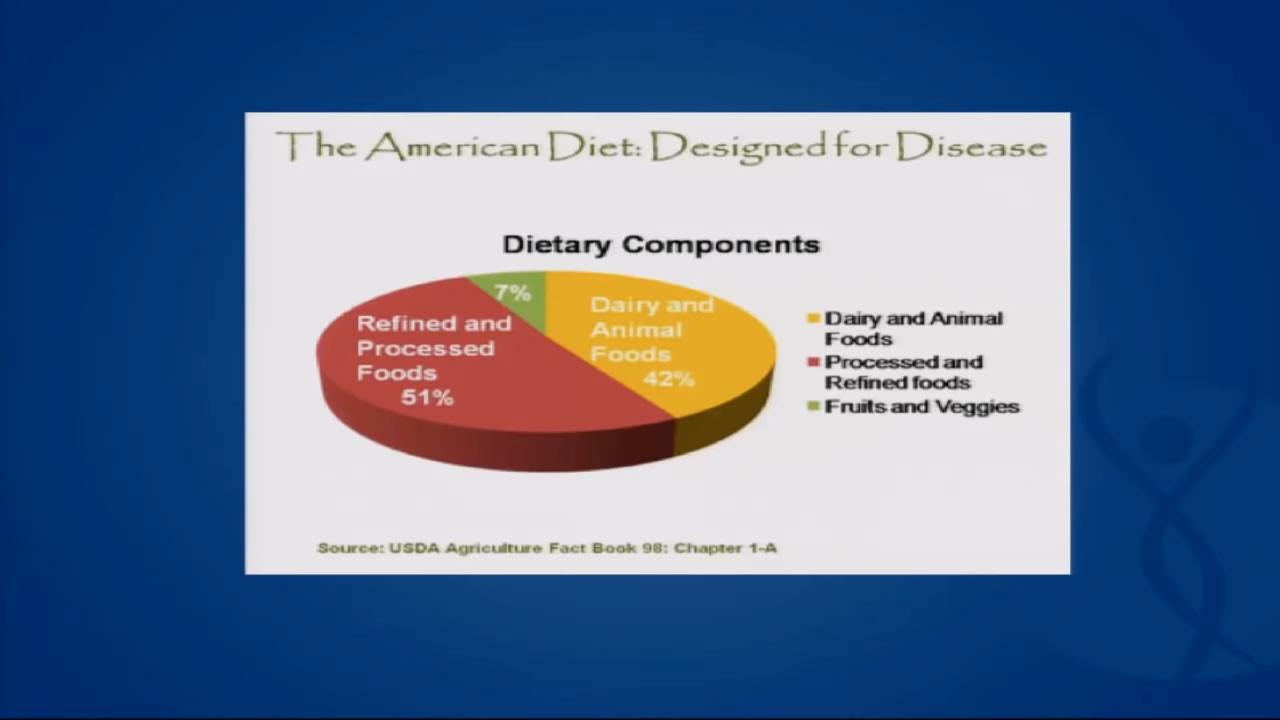 The American Diet: Designed for Disease
Dietary Components
7%
Dairy and
Animal
Foods
42%
Refined and
Processed
Foods
51%
Dairy and Animal
Foods
Processed and
Refined foods
Fruits and Veggies
Source: USDA Agriculture Fact Book 98: Chapter 1-A